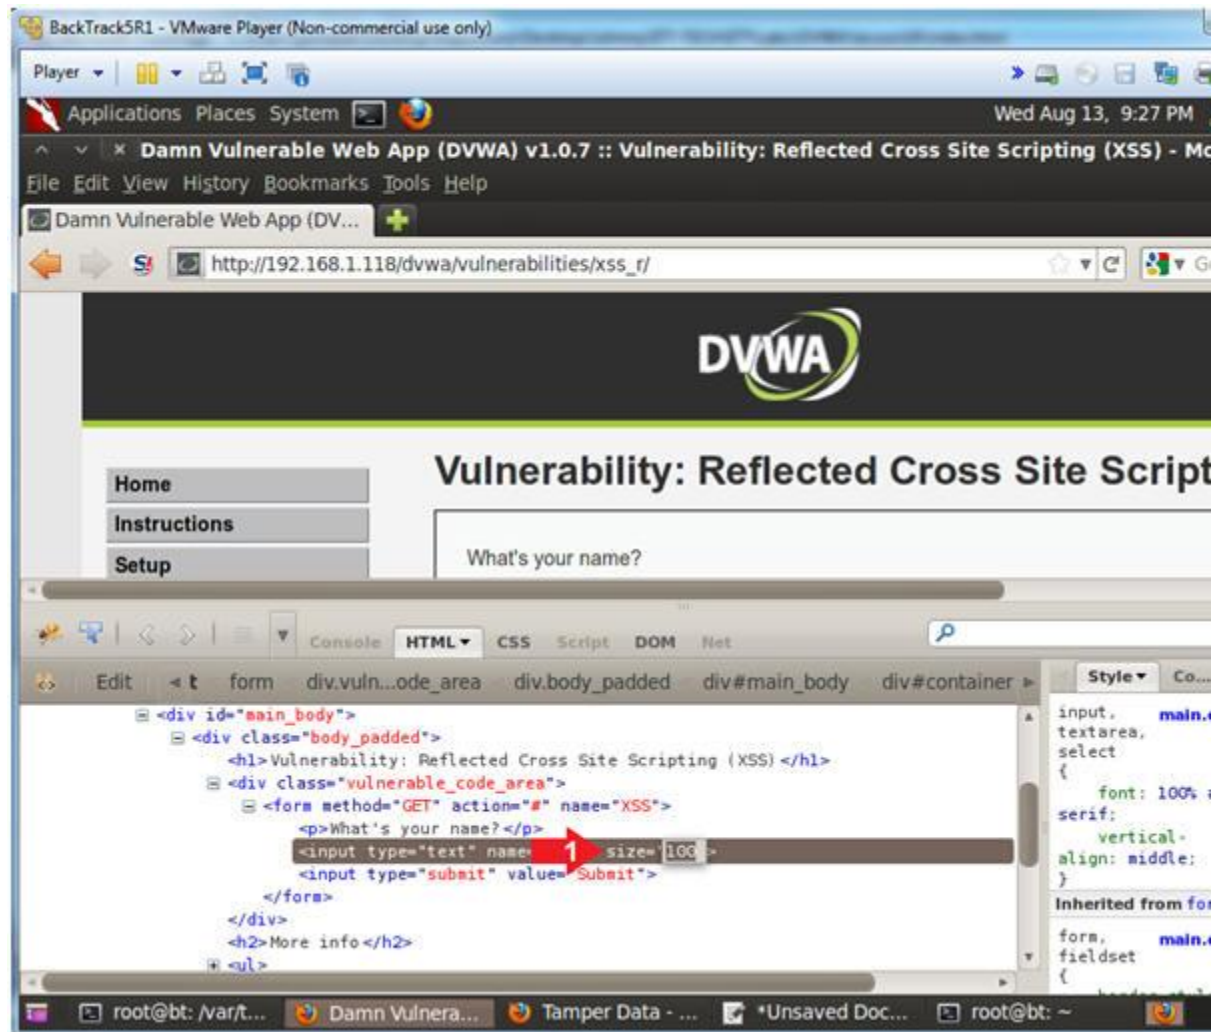 BackTrack5R1 - VMware Player (Non-commercial use only)
Player
Applications Places System Wed Aug 13, 9:27 PM
Damn Vulnerable Web App (DVWA) v1.0.7 :: Vulnerability: Reflected Cross Site Scripting (XSS) - Mo
File Edit View History Bookmarks Tools Help
Damn Vulnerable Web App (DV...
http://192.168.1.118/dvwa/vulnerabilities/xss_r/
DVWA
Vulnerability: Reflected Cross Site Script
Home
Instructions
Setup
What's your name?
Console HTML CSS Script DOM Net
Edit t form div.vuln...ode_area div.body_padded div#main_body div#container
Style Co...
<div id="main_body">
<div class="body_padded">
<h1>Vulnerability: Reflected Cross Site Scripting (XSS)</h1>
<div class="vulnerable_code_area">
<form method="GET" action="#" name="XSS">
<p>What's your name?</p>
<input type="text" name 1 size="100">
<input type="submit" value="Submit">
</form>
</div>
<h2>More info</h2>
<ul>
input, main.c
textarea,
select
{
font: 100% a
serif;
vertical-
align: middle;
}
Inherited from for
form, main.c
fieldset
{
root@bt: /var/t... Damn Vulnera... Tamper Data - ... *Unsaved Doc... root@bt: ~